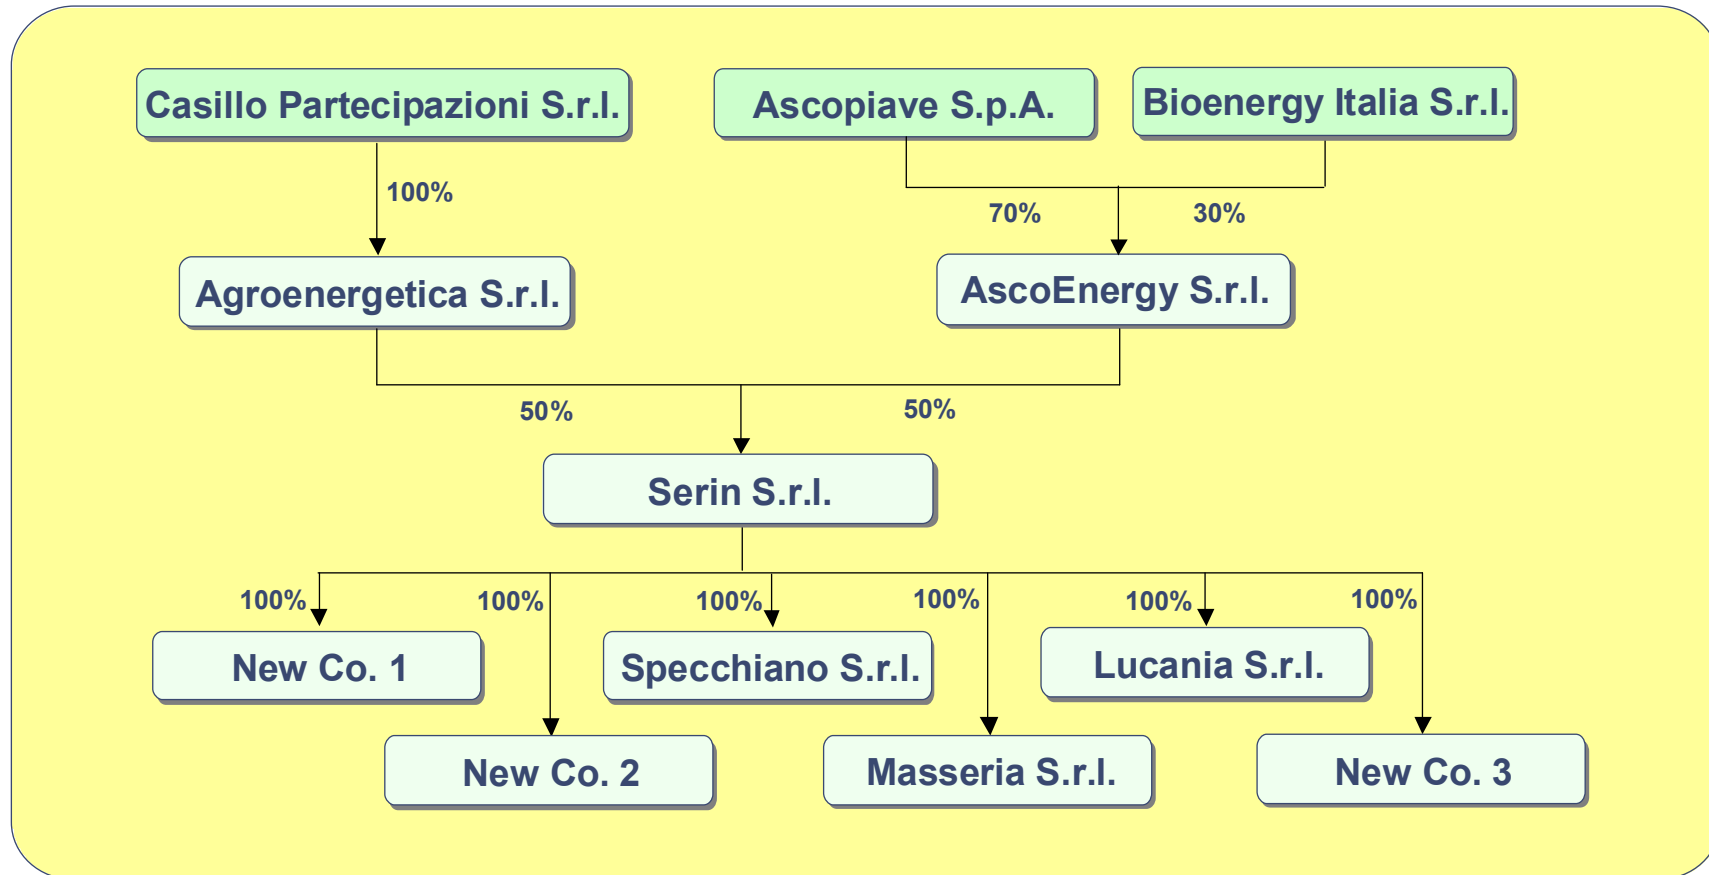 Casillo Partecipazioni S.r.l.
Ascopiave S.p.A.
Bioenergy Italia S.r.l.
100%
70%
30%
Agroenergetica S.r.l.
AscoEnergy S.r.l.
50%
50%
Serin S.r.l.
100%
100%
100%
100%
100%
100%
New Co. 1
Specchiano S.r.l.
Lucania S.r.l.
New Co. 2
Masseria S.r.l.
New Co. 3